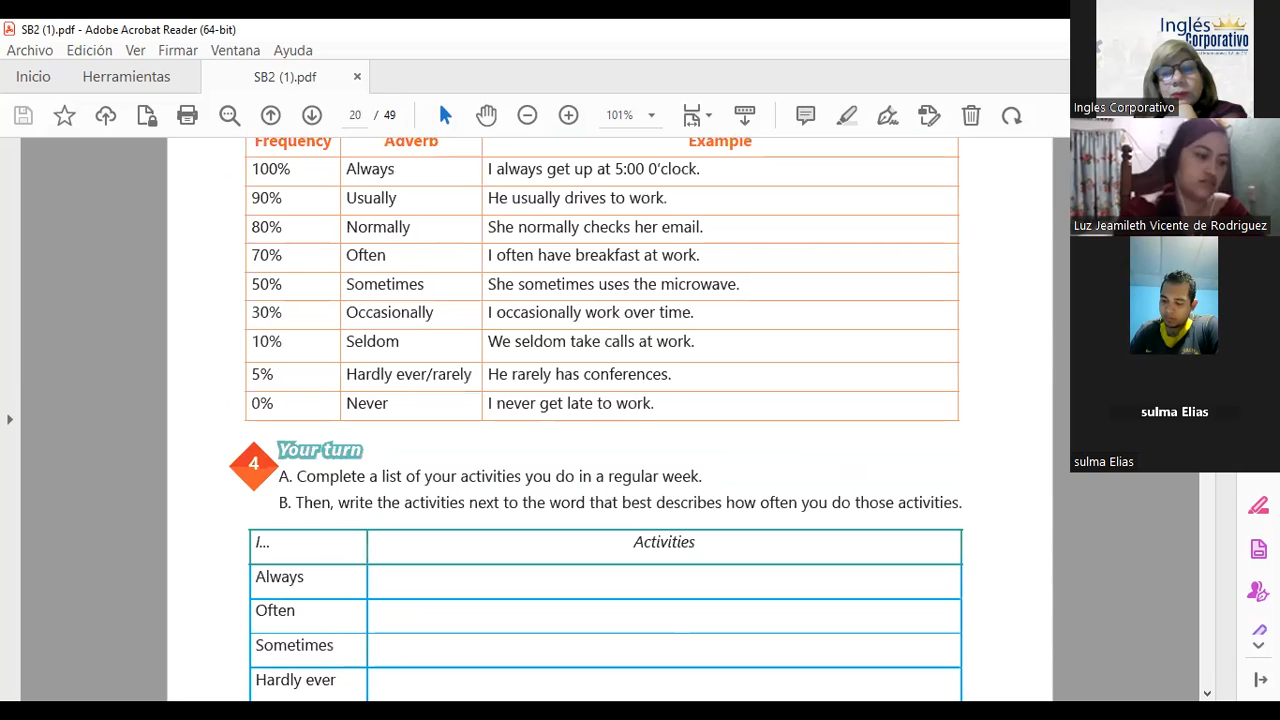 SB2 (1).pdf - Adobe Acrobat Reader (64-bit)
Archivo Edición Ver Firmar Ventana Ayuda
Inicio Herramientas SB2 (1).pdf ×
20 / 49 101%
Frequency Adverb Example
100% Always I always get up at 5:00 0'clock.
90% Usually He usually drives to work.
80% Normally She normally checks her email.
70% Often I often have breakfast at work.
50% Sometimes She sometimes uses the microwave.
30% Occasionally I occasionally work over time.
10% Seldom We seldom take calls at work.
5% Hardly ever/rarely He rarely has conferences.
0% Never I never get late to work.
4 Your turn
A. Complete a list of your activities you do in a regular week.
B. Then, write the activities next to the word that best describes how often you do those activities.
I... Activities
Always
Often
Sometimes
Hardly ever
Inglés
Corporativo
Ingles Corporativo
Luz Jeamileth Vicente de Rodriguez
sulma Elias
sulma Elias